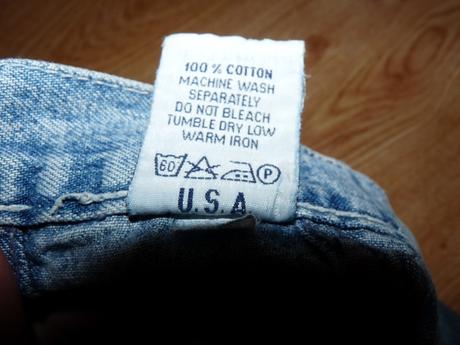 100 % COTTON
MACHINE WASH
SEPARATELY
DO NOT BLEACH
TUMBLE DRY LOW
WARM IRON
60 P
U.S.A